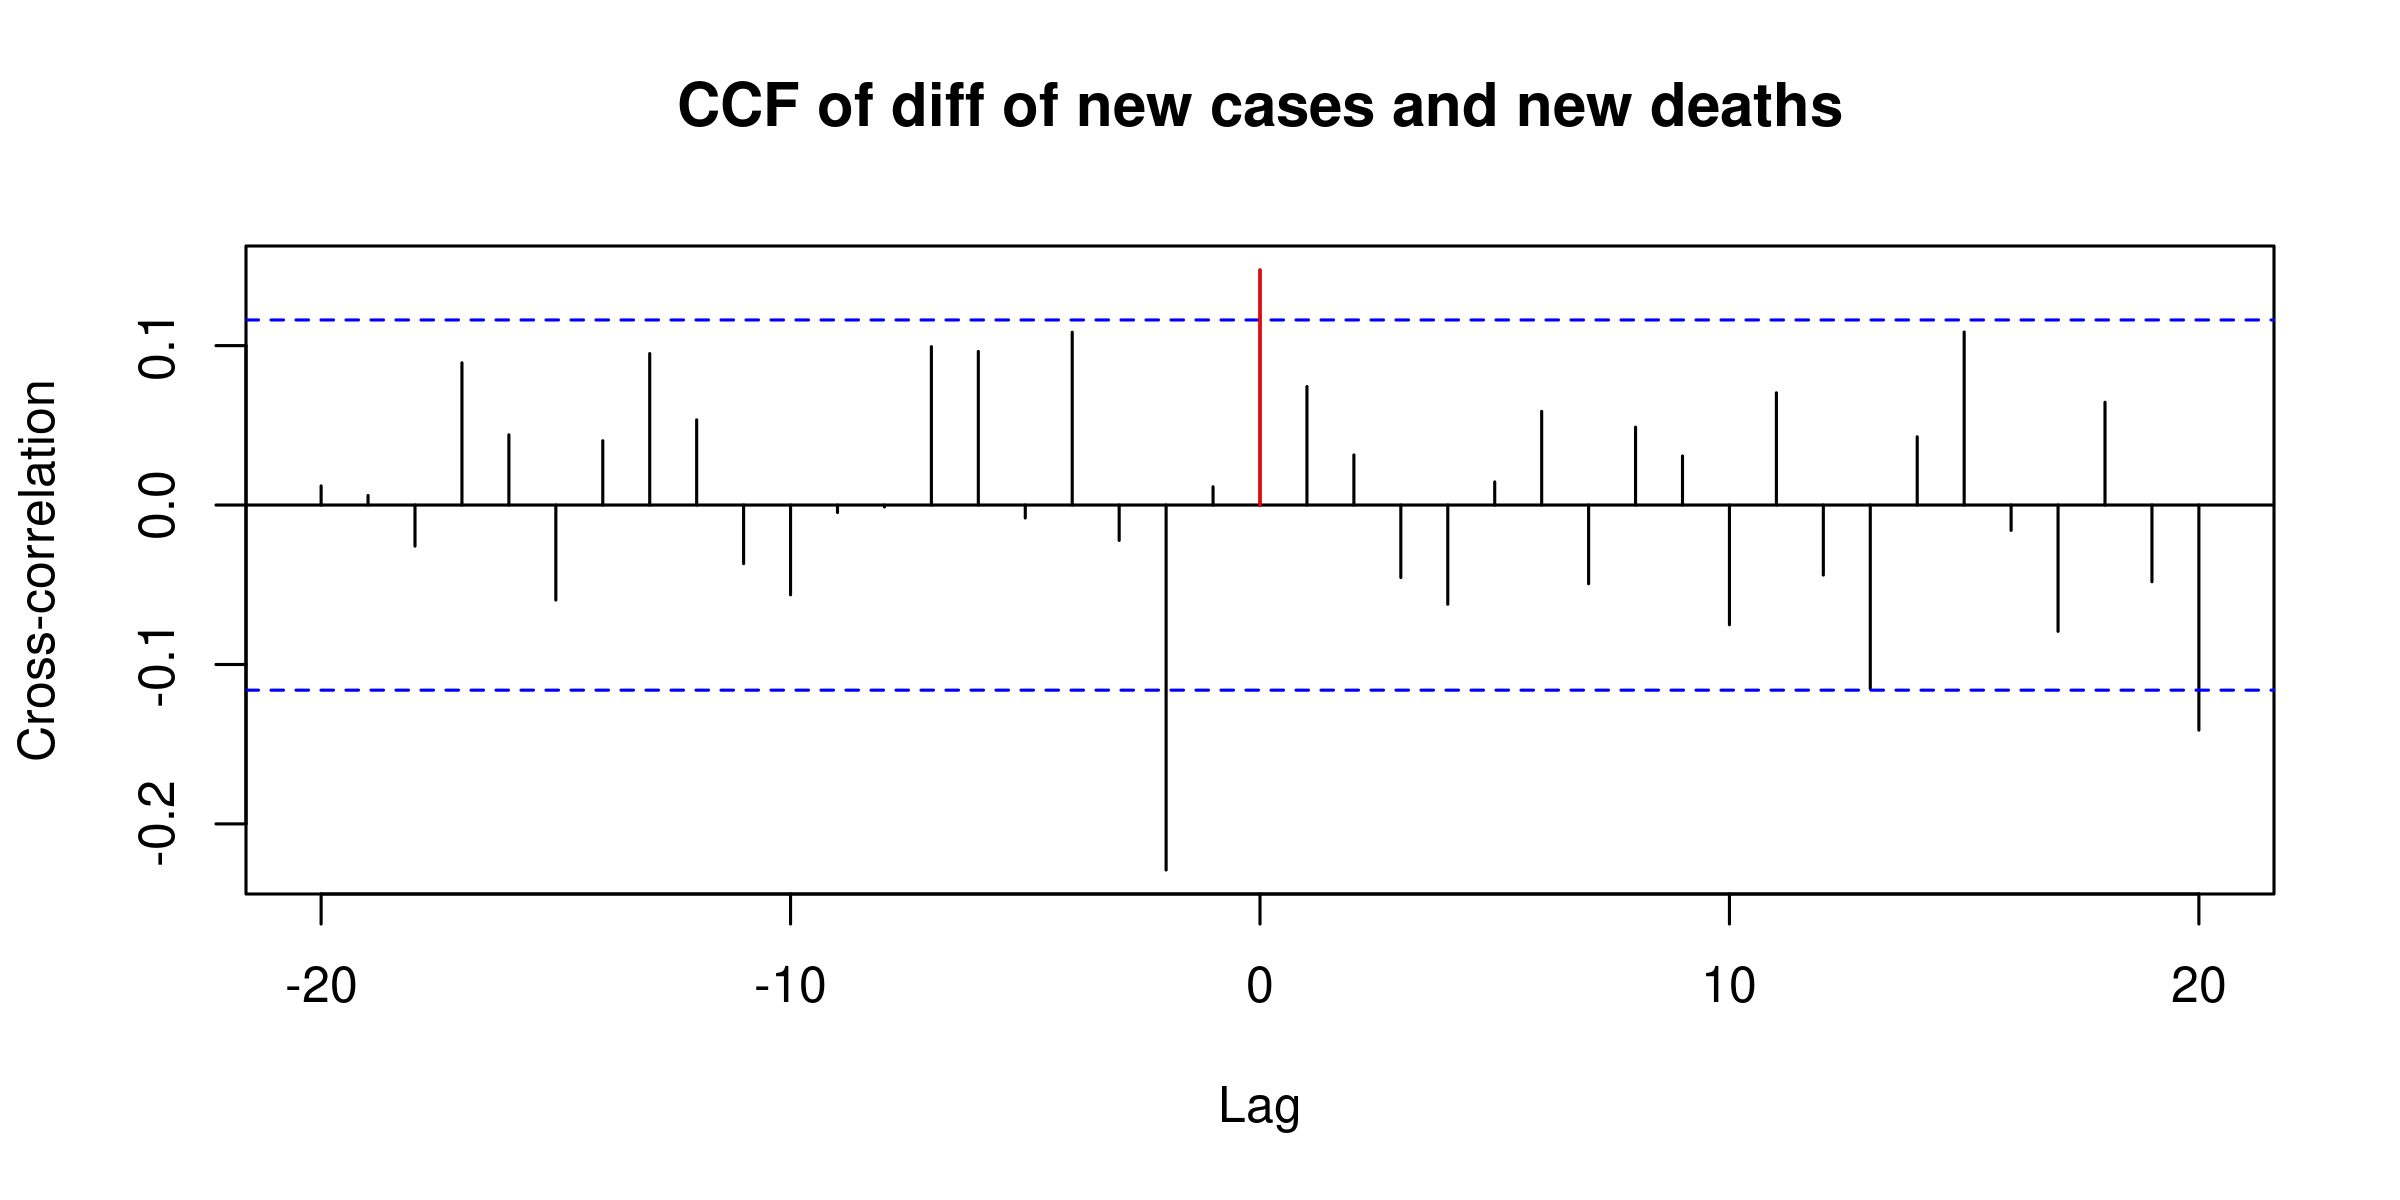 CCF of diff of new cases and new deaths
Cross-correlation
0.1
0.0
-0.1
-0.2
-20 -10 0 10 20
Lag